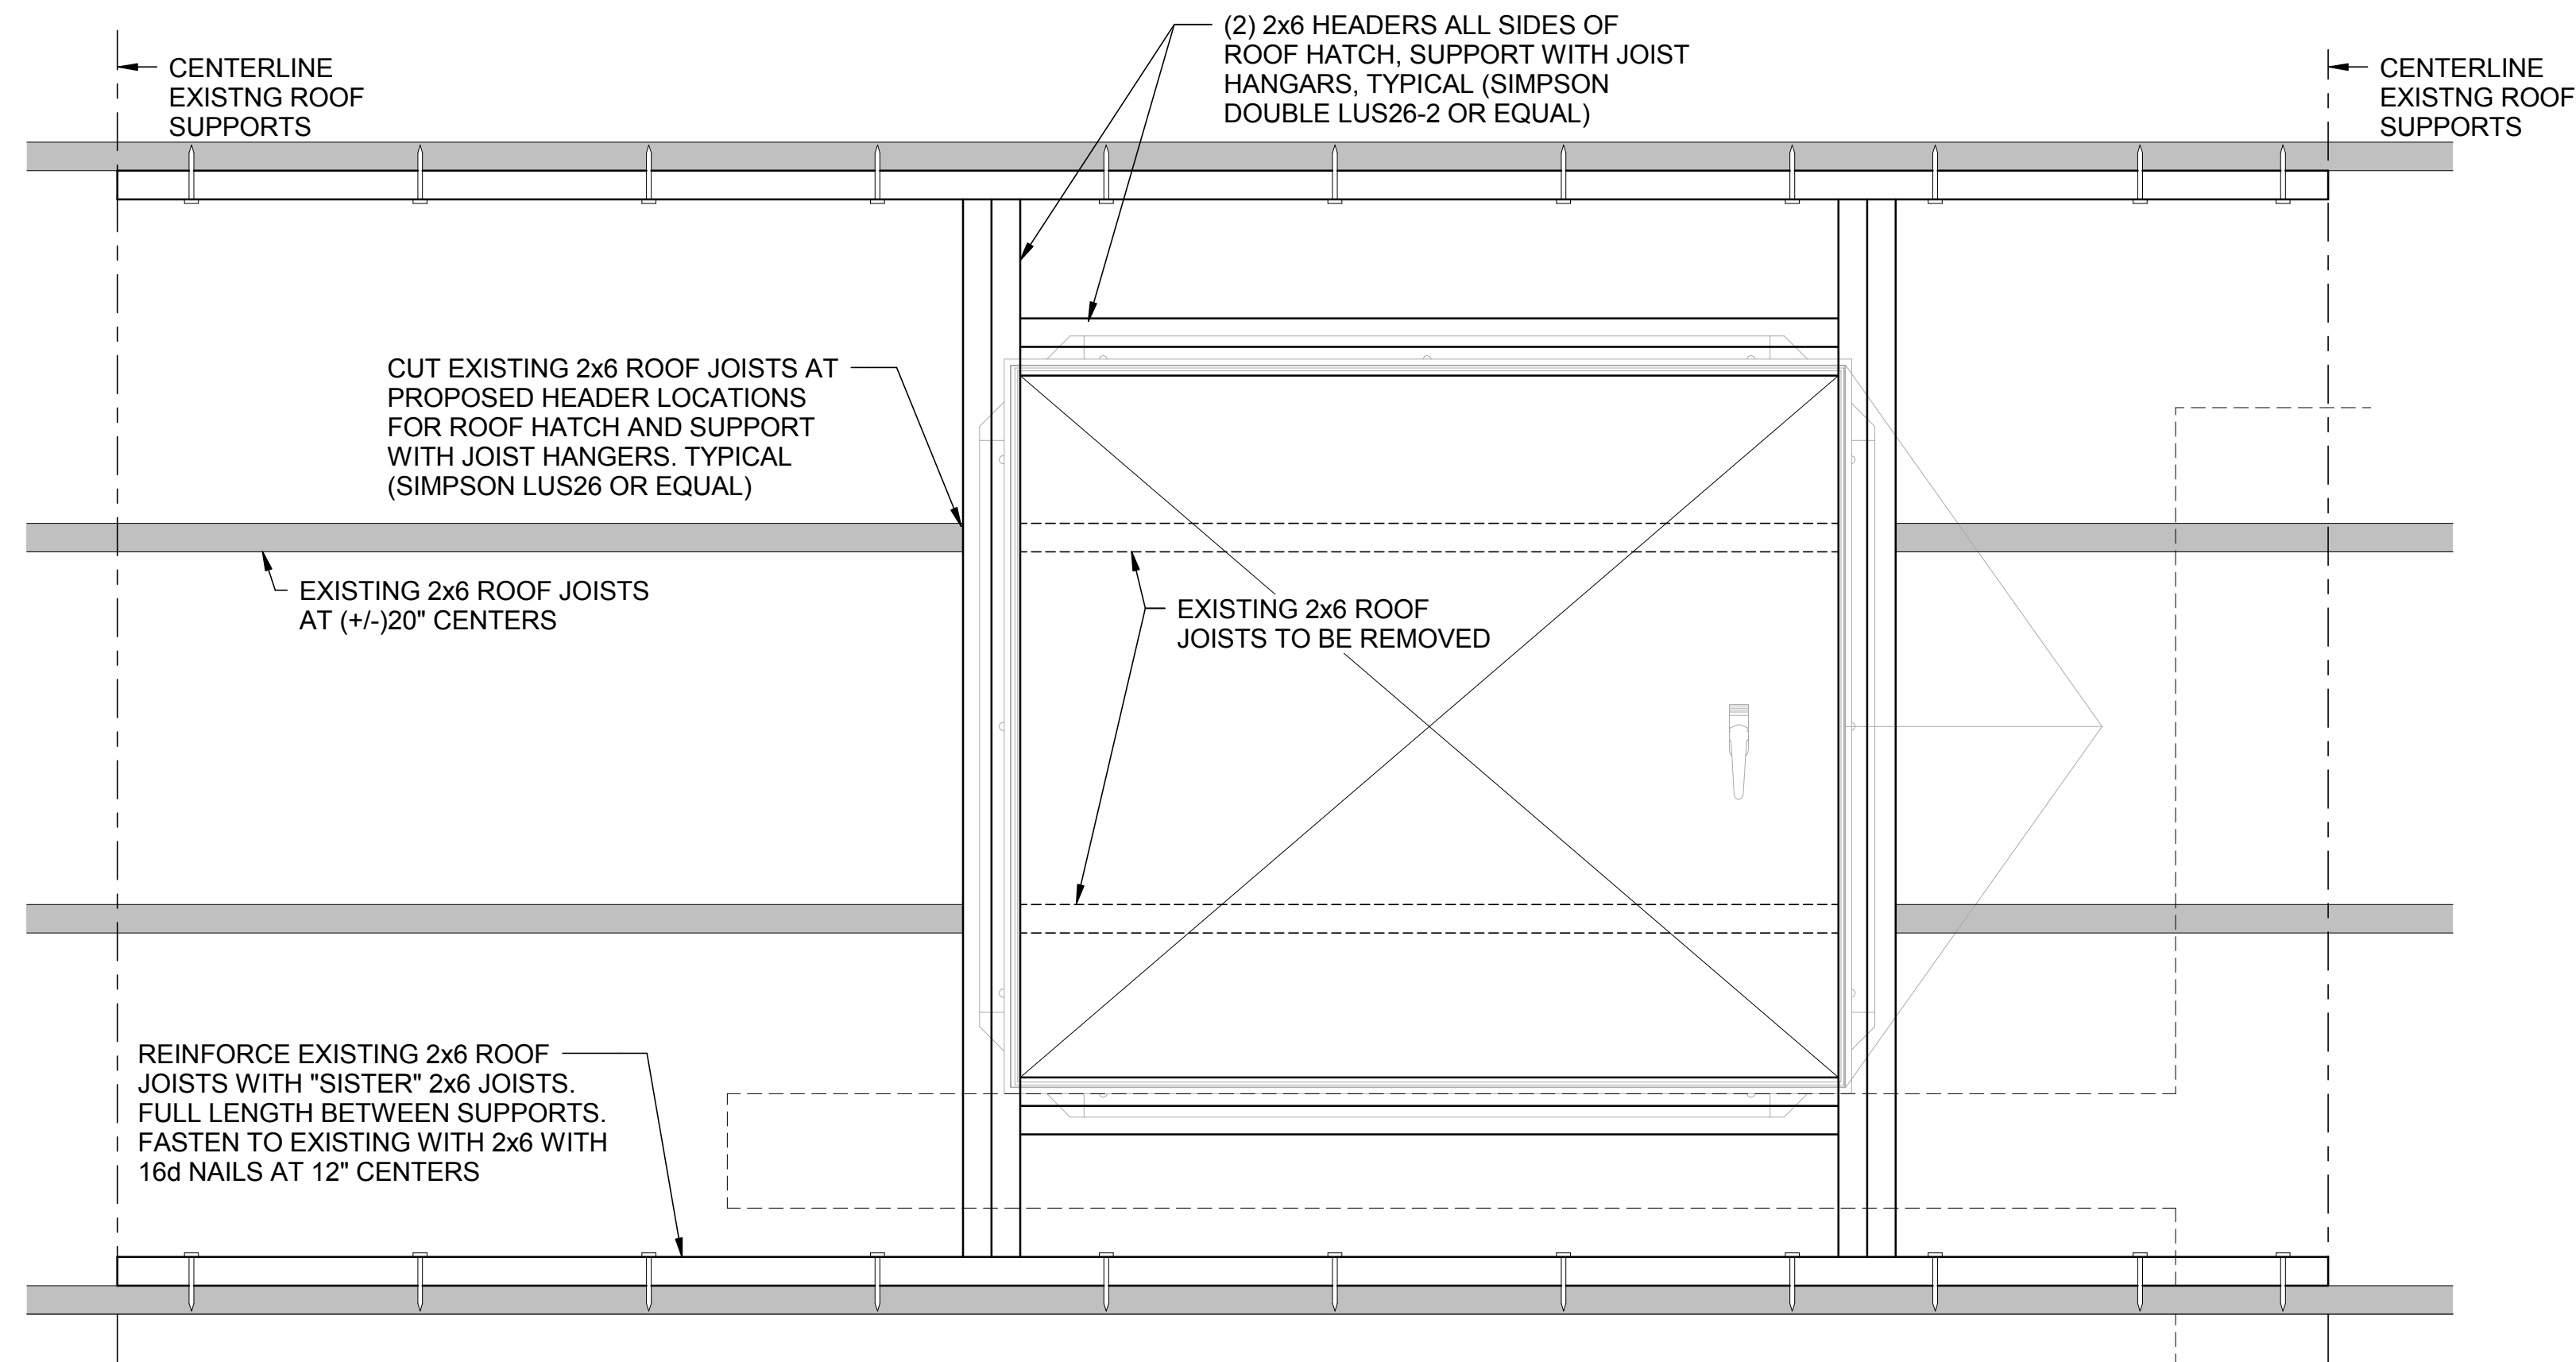 (2) 2x6 HEADERS ALL SIDES OF
ROOF HATCH, SUPPORT WITH JOIST
HANGARS, TYPICAL (SIMPSON
DOUBLE LUS26-2 OR EQUAL)
CENTERLINE
EXISTNG ROOF
SUPPORTS
CENTERLINE
EXISTNG ROOF
SUPPORTS
CUT EXISTING 2x6 ROOF JOISTS AT
PROPOSED HEADER LOCATIONS
FOR ROOF HATCH AND SUPPORT
WITH JOIST HANGERS. TYPICAL
(SIMPSON LUS26 OR EQUAL)
EXISTING 2x6 ROOF JOISTS
AT (+/-)20" CENTERS
EXISTING 2x6 ROOF
JOISTS TO BE REMOVED
REINFORCE EXISTING 2x6 ROOF
JOISTS WITH "SISTER" 2x6 JOISTS.
FULL LENGTH BETWEEN SUPPORTS.
FASTEN TO EXISTING WITH 2x6 WITH
16d NAILS AT 12" CENTERS